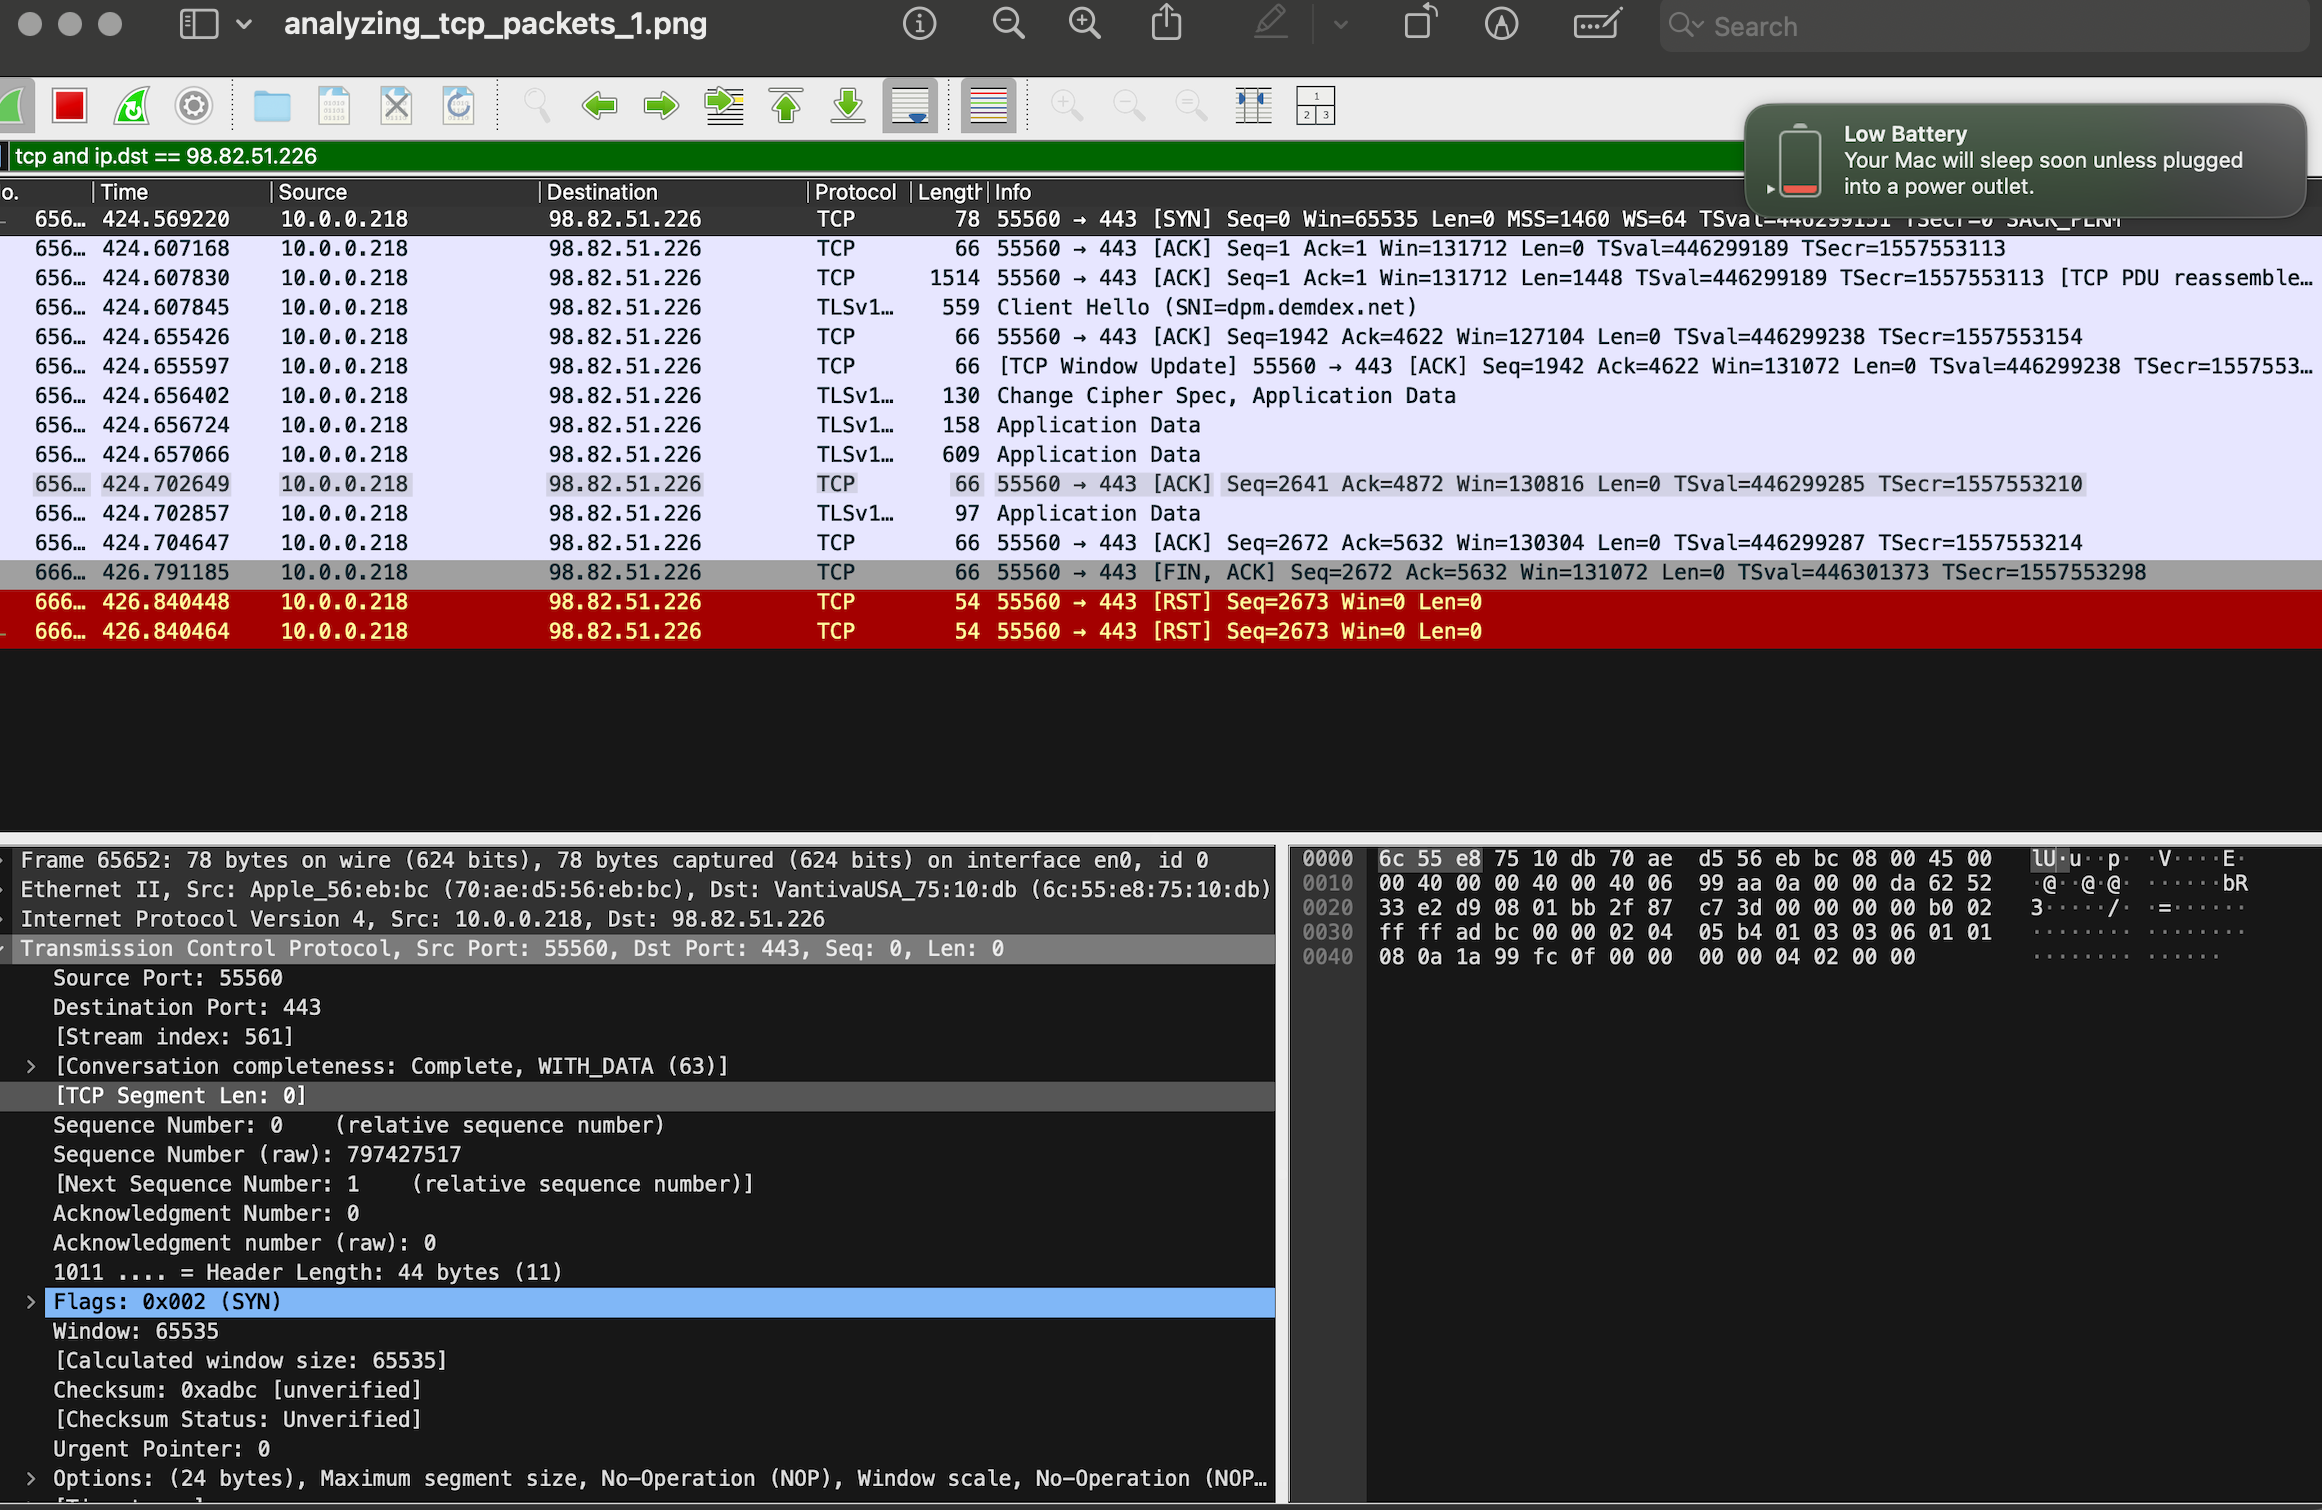 analyzing_tcp_packets_1.png
Search
Low Battery
Your Mac will sleep soon unless plugged
into a power outlet.
tcp and ip.dst == 98.82.51.226
o. Time Source Destination Protocol Length Info
656… 424.569220 10.0.0.218 98.82.51.226 TCP 78 55560 → 443 [SYN] Seq=0 Win=65535 Len=0 MSS=1460 WS=64 TSval=446299151 TSecr=0 SACK_PERM
656… 424.607168 10.0.0.218 98.82.51.226 TCP 66 55560 → 443 [ACK] Seq=1 Ack=1 Win=131712 Len=0 TSval=446299189 TSecr=1557553113
656… 424.607830 10.0.0.218 98.82.51.226 TCP 1514 55560 → 443 [ACK] Seq=1 Ack=1 Win=131712 Len=1448 TSval=446299189 TSecr=1557553113 [TCP PDU reassemble…
656… 424.607845 10.0.0.218 98.82.51.226 TLSv1… 559 Client Hello (SNI=dpm.demdex.net)
656… 424.655426 10.0.0.218 98.82.51.226 TCP 66 55560 → 443 [ACK] Seq=1942 Ack=4622 Win=127104 Len=0 TSval=446299238 TSecr=1557553154
656… 424.655597 10.0.0.218 98.82.51.226 TCP 66 [TCP Window Update] 55560 → 443 [ACK] Seq=1942 Ack=4622 Win=131072 Len=0 TSval=446299238 TSecr=1557553…
656… 424.656402 10.0.0.218 98.82.51.226 TLSv1… 130 Change Cipher Spec, Application Data
656… 424.656724 10.0.0.218 98.82.51.226 TLSv1… 158 Application Data
656… 424.657066 10.0.0.218 98.82.51.226 TLSv1… 609 Application Data
656… 424.702649 10.0.0.218 98.82.51.226 TCP 66 55560 → 443 [ACK] Seq=2641 Ack=4872 Win=130816 Len=0 TSval=446299285 TSecr=1557553210
656… 424.702857 10.0.0.218 98.82.51.226 TLSv1… 97 Application Data
656… 424.704647 10.0.0.218 98.82.51.226 TCP 66 55560 → 443 [ACK] Seq=2672 Ack=5632 Win=130304 Len=0 TSval=446299287 TSecr=1557553214
666… 426.791185 10.0.0.218 98.82.51.226 TCP 66 55560 → 443 [FIN, ACK] Seq=2672 Ack=5632 Win=131072 Len=0 TSval=446301373 TSecr=1557553298
666… 426.840448 10.0.0.218 98.82.51.226 TCP 54 55560 → 443 [RST] Seq=2673 Win=0 Len=0
666… 426.840464 10.0.0.218 98.82.51.226 TCP 54 55560 → 443 [RST] Seq=2673 Win=0 Len=0
Frame 65652: 78 bytes on wire (624 bits), 78 bytes captured (624 bits) on interface en0, id 0
Ethernet II, Src: Apple_56:eb:bc (70:ae:d5:56:eb:bc), Dst: VantivaUSA_75:10:db (6c:55:e8:75:10:db)
Internet Protocol Version 4, Src: 10.0.0.218, Dst: 98.82.51.226
Transmission Control Protocol, Src Port: 55560, Dst Port: 443, Seq: 0, Len: 0
Source Port: 55560
Destination Port: 443
[Stream index: 561]
[Conversation completeness: Complete, WITH_DATA (63)]
[TCP Segment Len: 0]
Sequence Number: 0 (relative sequence number)
Sequence Number (raw): 797427517
[Next Sequence Number: 1 (relative sequence number)]
Acknowledgment Number: 0
Acknowledgment number (raw): 0
1011 .... = Header Length: 44 bytes (11)
Flags: 0x002 (SYN)
Window: 65535
[Calculated window size: 65535]
Checksum: 0xadbc [unverified]
[Checksum Status: Unverified]
Urgent Pointer: 0
Options: (24 bytes), Maximum segment size, No-Operation (NOP), Window scale, No-Operation (NOP…
0000 6c 55 e8 75 10 db 70 ae d5 56 eb bc 08 00 45 00 lU·u··p· ·V····E·
0010 00 40 00 00 40 00 40 06 99 aa 0a 00 00 da 62 52 ·@··@·@· ······bR
0020 33 e2 d9 08 01 bb 2f 87 c7 3d 00 00 00 00 b0 02 3·····/· ·=······
0030 ff ff ad bc 00 00 02 04 05 b4 01 03 03 06 01 01 ········ ········
0040 08 0a 1a 99 fc 0f 00 00 00 00 04 02 00 00 ········ ······